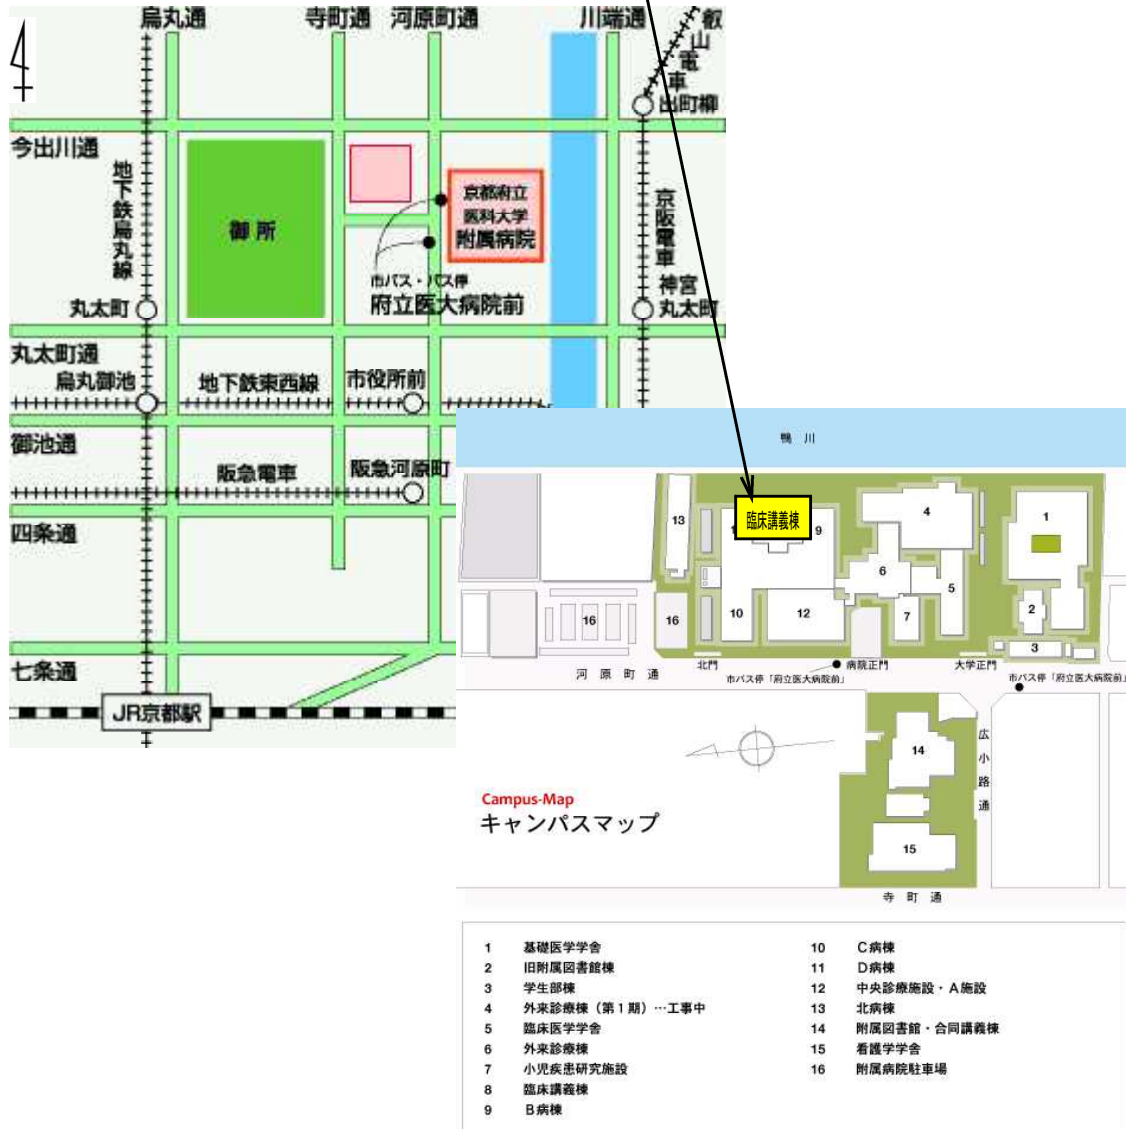 烏丸通
寺町通
河原町通
川端通
叡山電車
出町柳
今出川通
地下鉄烏丸線
御所
京都府立
医科大学
附属病院
京阪電車
市バス・バス停
府立医大病院前
神宮
丸太町
丸太町
丸太町通
烏丸御池
地下鉄東西線
市役所前
御池通
阪急電車
阪急河原町
四条通
七条通
JR京都駅
鴨川
13
臨床講義棟
9
4
1
6
5
2
16
16
10
12
7
3
北門
病院正門
大学正門
河原町通
市バス停「府立医大病院前」
市バス停「府立医大病院前」
14
広小路通
Campus-Map
キャンパスマップ
15
寺町通
1 基礎医学学舎
2 旧附属図書館棟
3 学生部棟
4 外来診療棟（第1期）…工事中
5 臨床医学学舎
6 外来診療棟
7 小児疾患研究施設
8 臨床講義棟
9 B病棟
10 C病棟
11 D病棟
12 中央診療施設・A施設
13 北病棟
14 附属図書館・合同講義棟
15 看護学学舎
16 附属病院駐車場